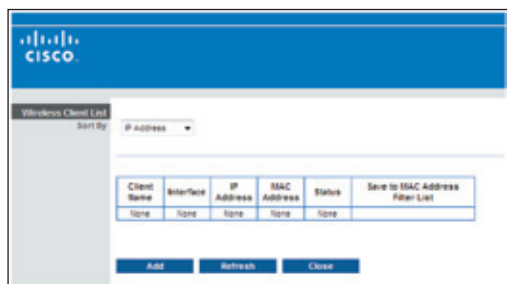 CISCO
Wireless Client List
Sort By IP Address
Client Name Interface IP Address MAC Address Status Save to MAC Address Filter List
None None None None None
Add Refresh Close